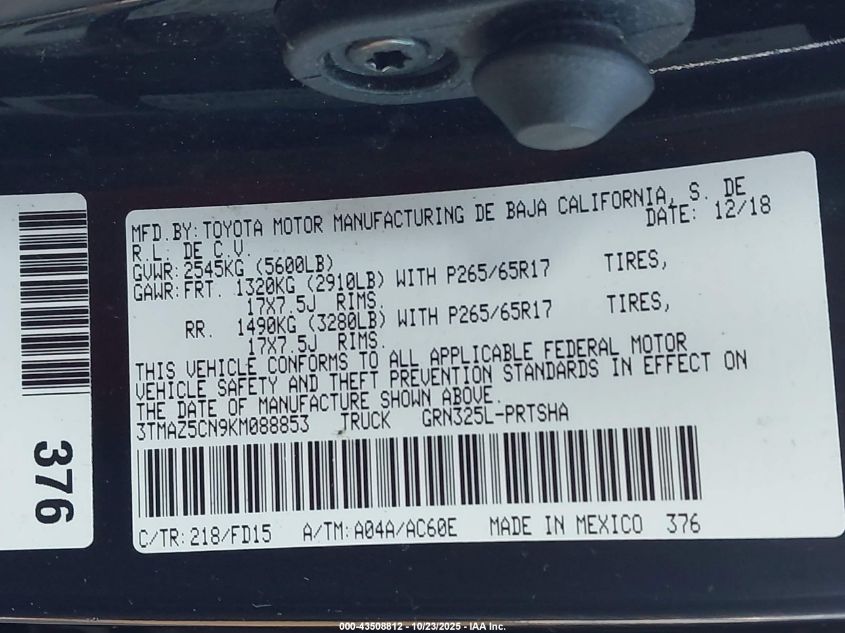 MFD.BY:TOYOTA MOTOR MANUFACTURING DE BAJA CALIFORNIA, S. DE
R.L. DE C.V. DATE: 12/18
GVWR:2545KG (5600LB)
GAWR:FRT. 1320KG (2910LB) WITH P265/65R17 TIRES,
17X7.5J RIMS.
RR. 1490KG (3280LB) WITH P265/65R17 TIRES,
17X7.5J RIMS.
THIS VEHICLE CONFORMS TO ALL APPLICABLE FEDERAL MOTOR
VEHICLE SAFETY AND THEFT PREVENTION STANDARDS IN EFFECT ON
THE DATE OF MANUFACTURE SHOWN ABOVE.
3TMAZ5CN9KM088853 TRUCK GRN325L-PRTSHA
C/TR:218/FD15 A/TM:A04A/AC60E MADE IN MEXICO 376
376
000-43508812 - 10/23/2025 - IAA Inc.